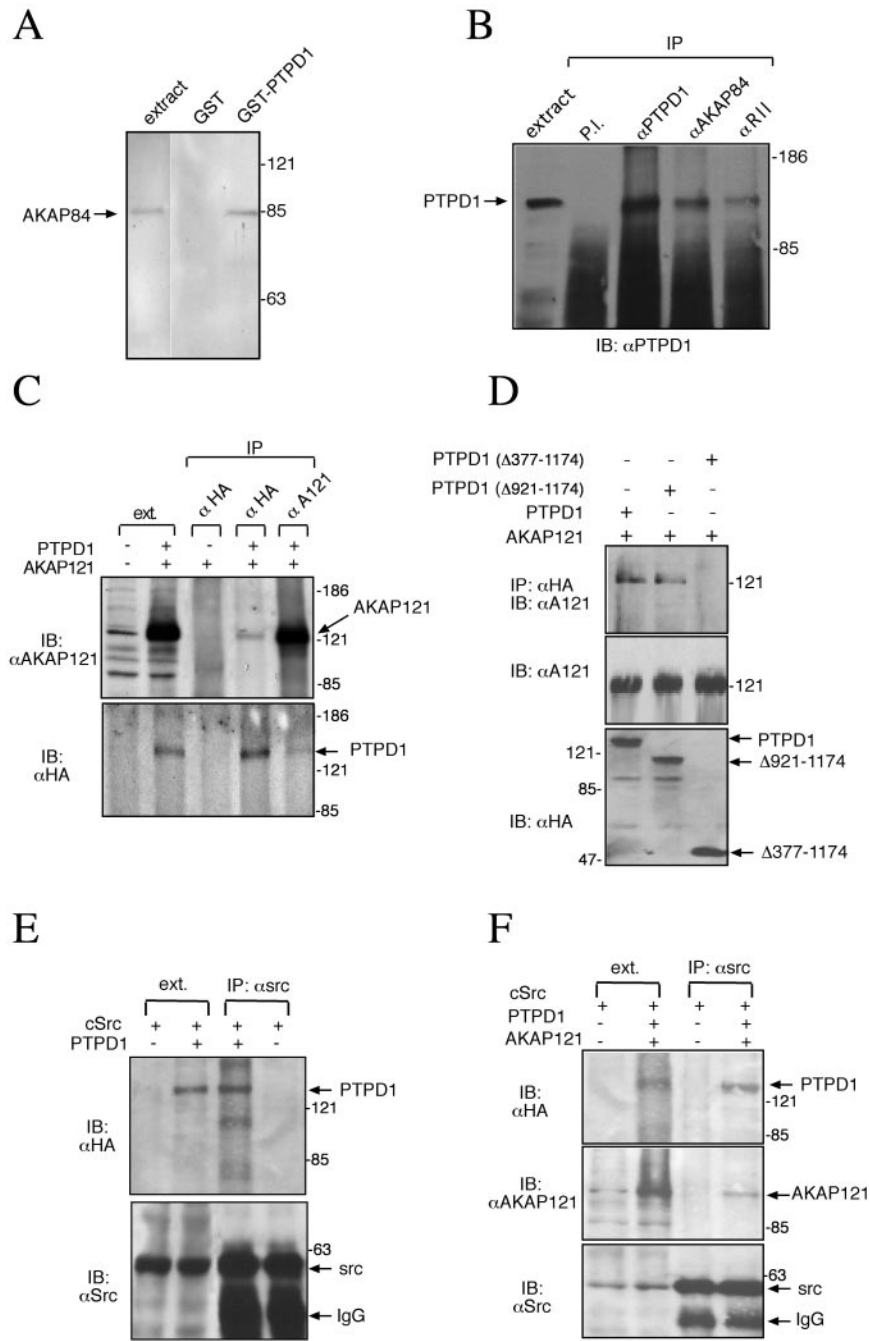 A
extract
GST
GST-PTPD1
-121
AKAP84
-85
-63
B
IP
extract
P.I.
αPTPD1
αAKAP84
αRII
-186
PTPD1
-85
IB: αPTPD1
C
IP
ext.
α HA
α HA
α A121
PTPD1 - + - + +
AKAP121 - + + + +
-186
AKAP121
IB:
αAKAP121
-121
-85
-186
IB:
αHA
PTPD1
-121
-85
D
PTPD1 (Δ377-1174) - - +
PTPD1 (Δ921-1174) - + -
PTPD1 + - -
AKAP121 + + +
IP: αHA
IB: αA121
-121
IB: αA121
-121
PTPD1
121-
Δ921-1174
85-
IB: αHA
47-
Δ377-1174
E
ext.
IP: αsrc
cSrc + + + +
PTPD1 - + + -
PTPD1
-121
IB:
αHA
-85
-63
IB:
αSrc
src
IgG
F
ext.
IP: αsrc
cSrc + + + +
PTPD1 - + - +
AKAP121 - + - +
IB:
αHA
PTPD1
-121
-85
IB:
αAKAP121
AKAP121
-85
-63
IB:
αSrc
src
IgG